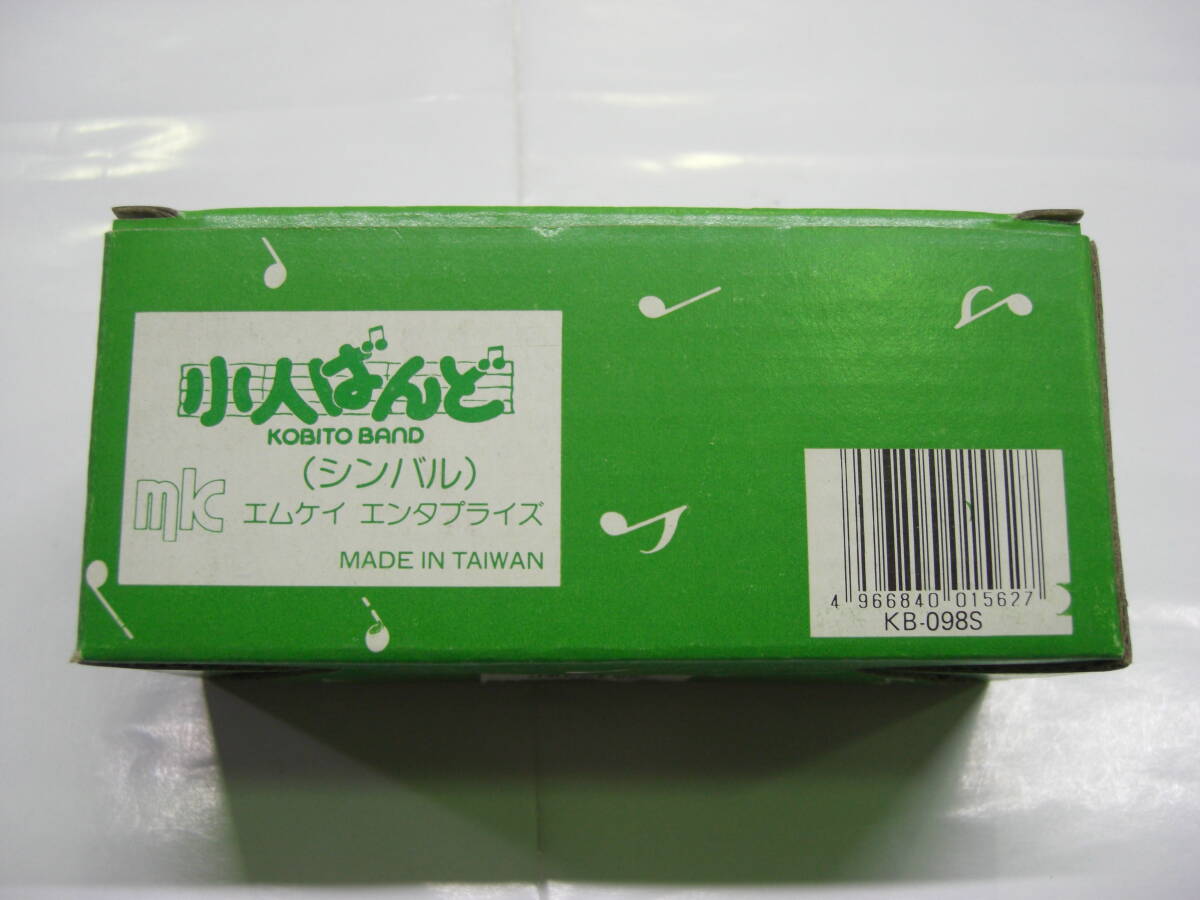 小人ばんど
KOBITO BAND
(シンバル)
mkc エムケイ エンタプライズ
MADE IN TAIWAN
4 966840 015627
KB-098S